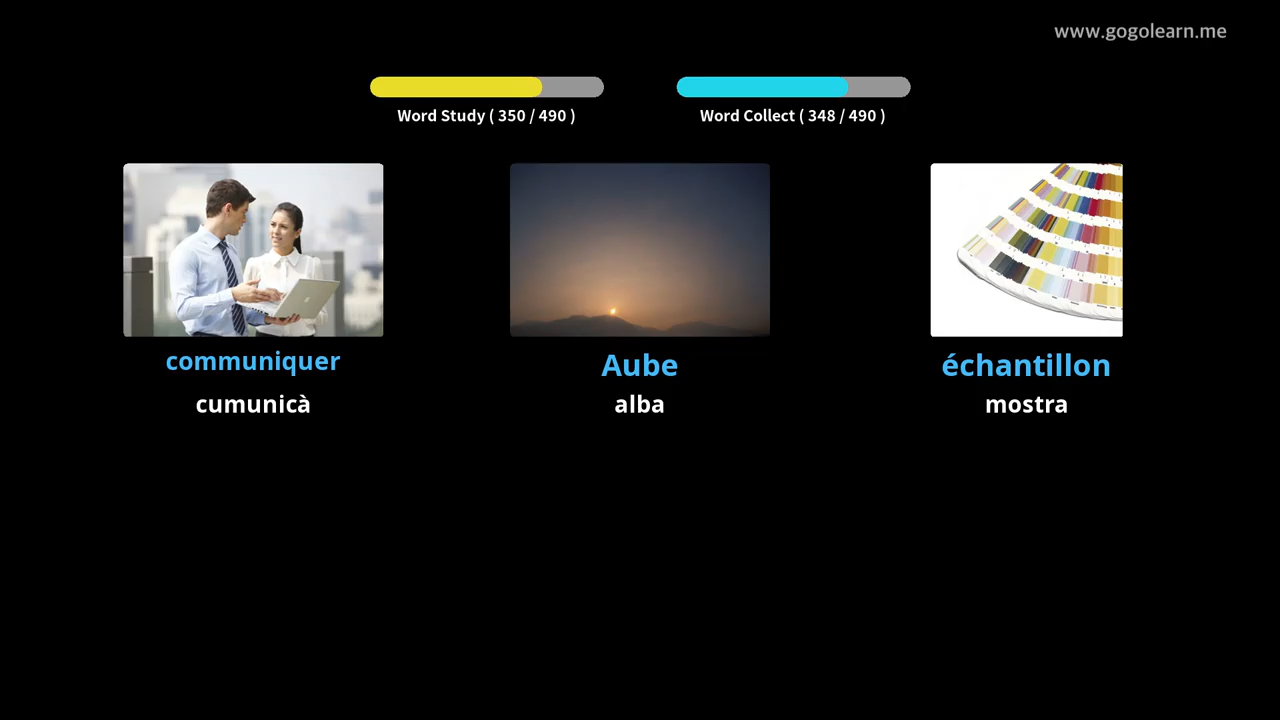 www.gogolearn.me
Word Study ( 350 / 490 )
Word Collect ( 348 / 490 )
communiquer
cumunicà
Aube
alba
échantillon
mostra